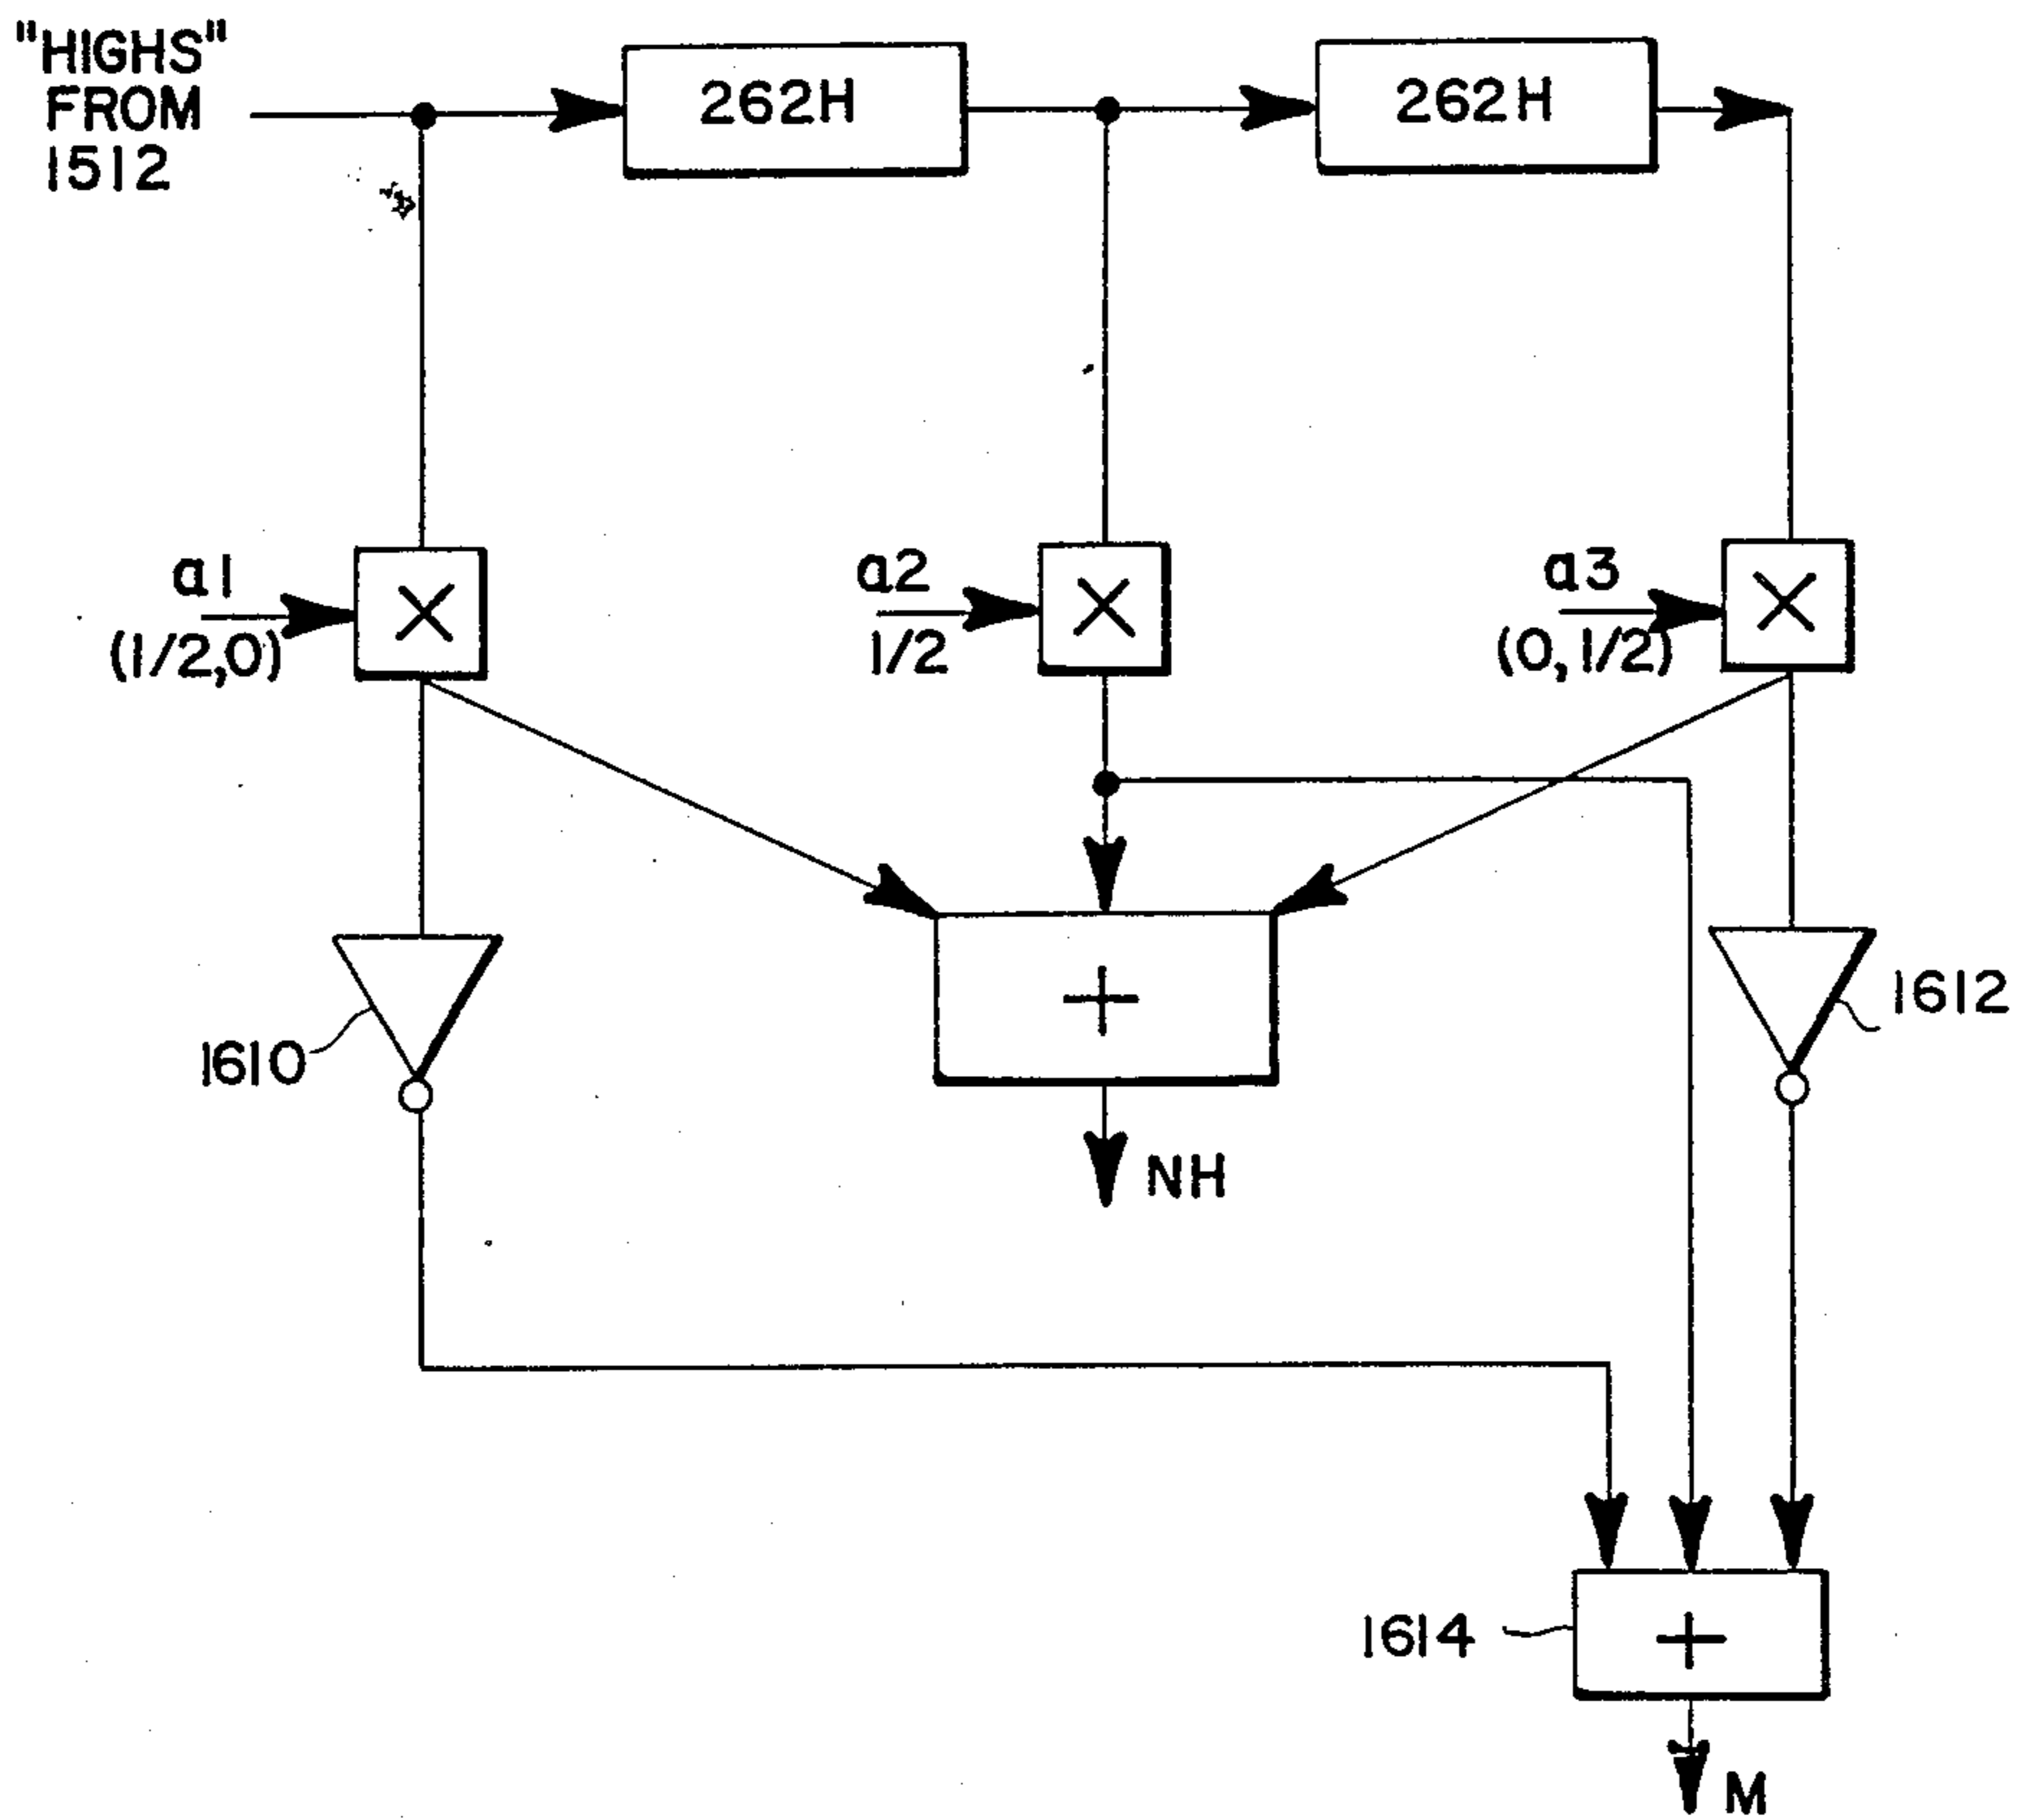 "HIGHS"
FROM
1512
262H
262H
a1
(1/2,0)
×
a2
1/2
×
a3
(0,1/2)
×
1610
+
1612
NH
1614
+
M